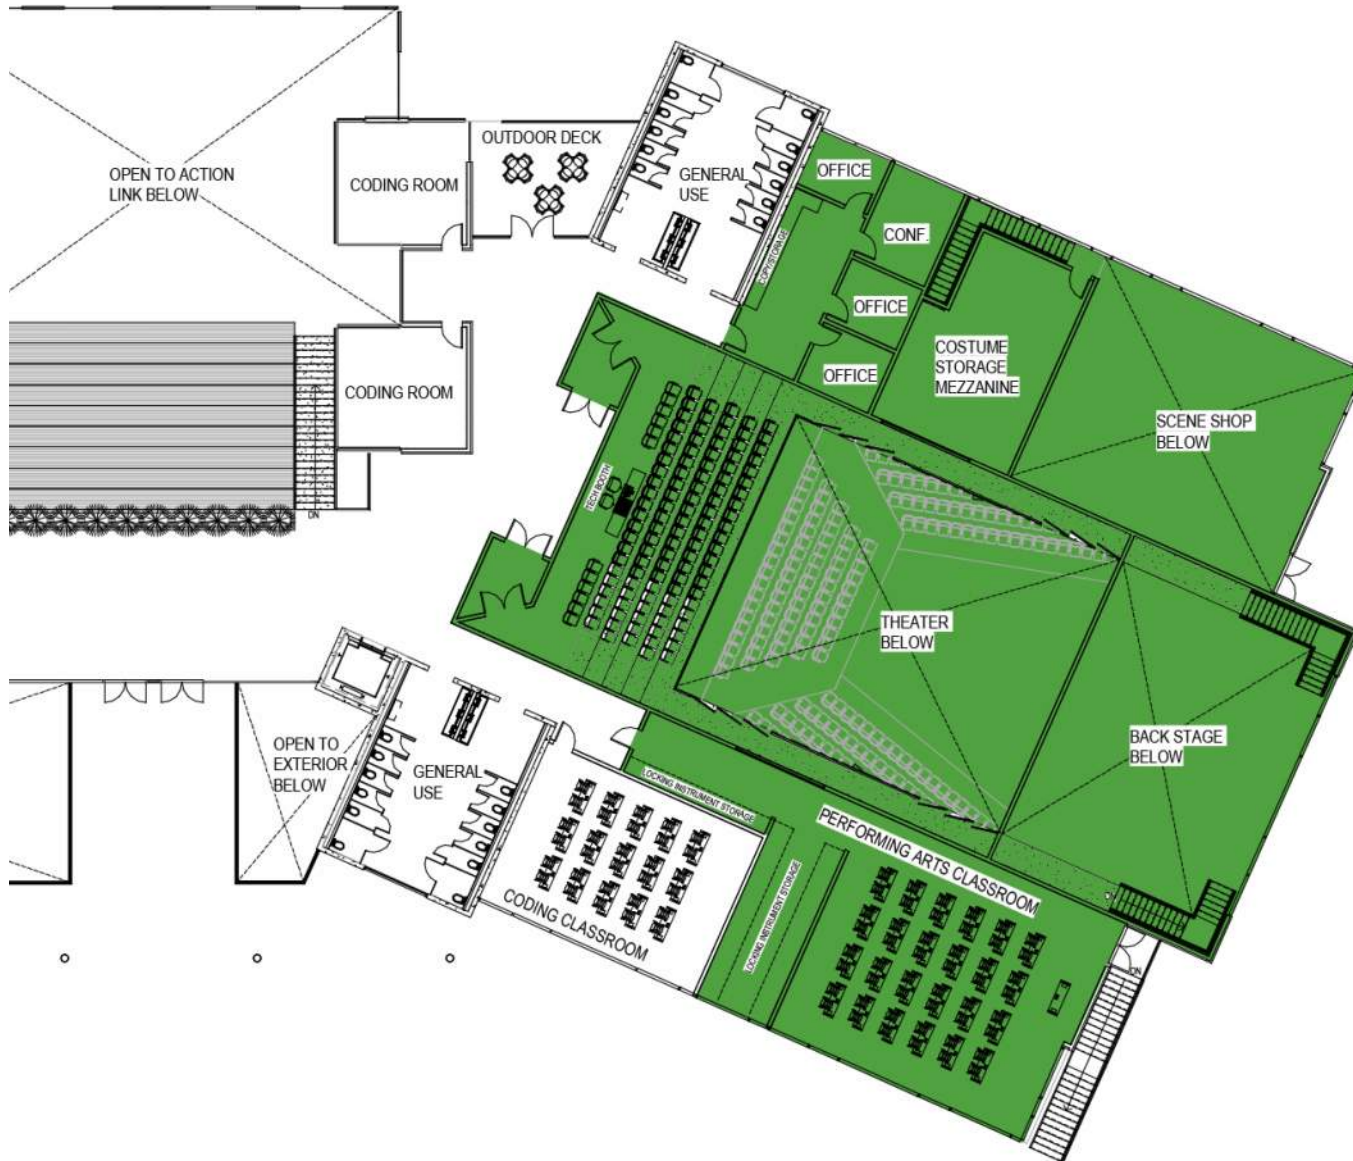 OUTDOOR DECK
OPEN TO ACTION
LINK BELOW
CODING ROOM
GENERAL
USE
OFFICE
CONF.
COPY/STORAGE
OFFICE
COSTUME
STORAGE
MEZZANINE
OFFICE
CODING ROOM
SCENE SHOP
BELOW
TECH BOOTH
DN
THEATER
BELOW
OPEN TO
EXTERIOR
BELOW
GENERAL
USE
BACK STAGE
BELOW
LOCKING INSTRUMENT STORAGE
PERFORMING ARTS CLASSROOM
CODING CLASSROOM
LOCKING INSTRUMENT STORAGE
DN